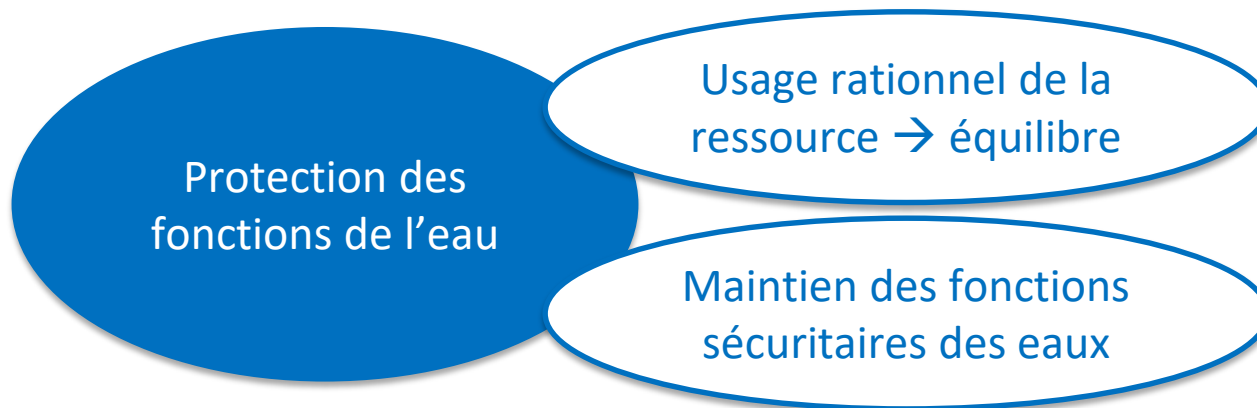 Protection des
fonctions de l’eau
Usage rationnel de la
ressource → équilibre
Maintien des fonctions
sécuritaires des eaux